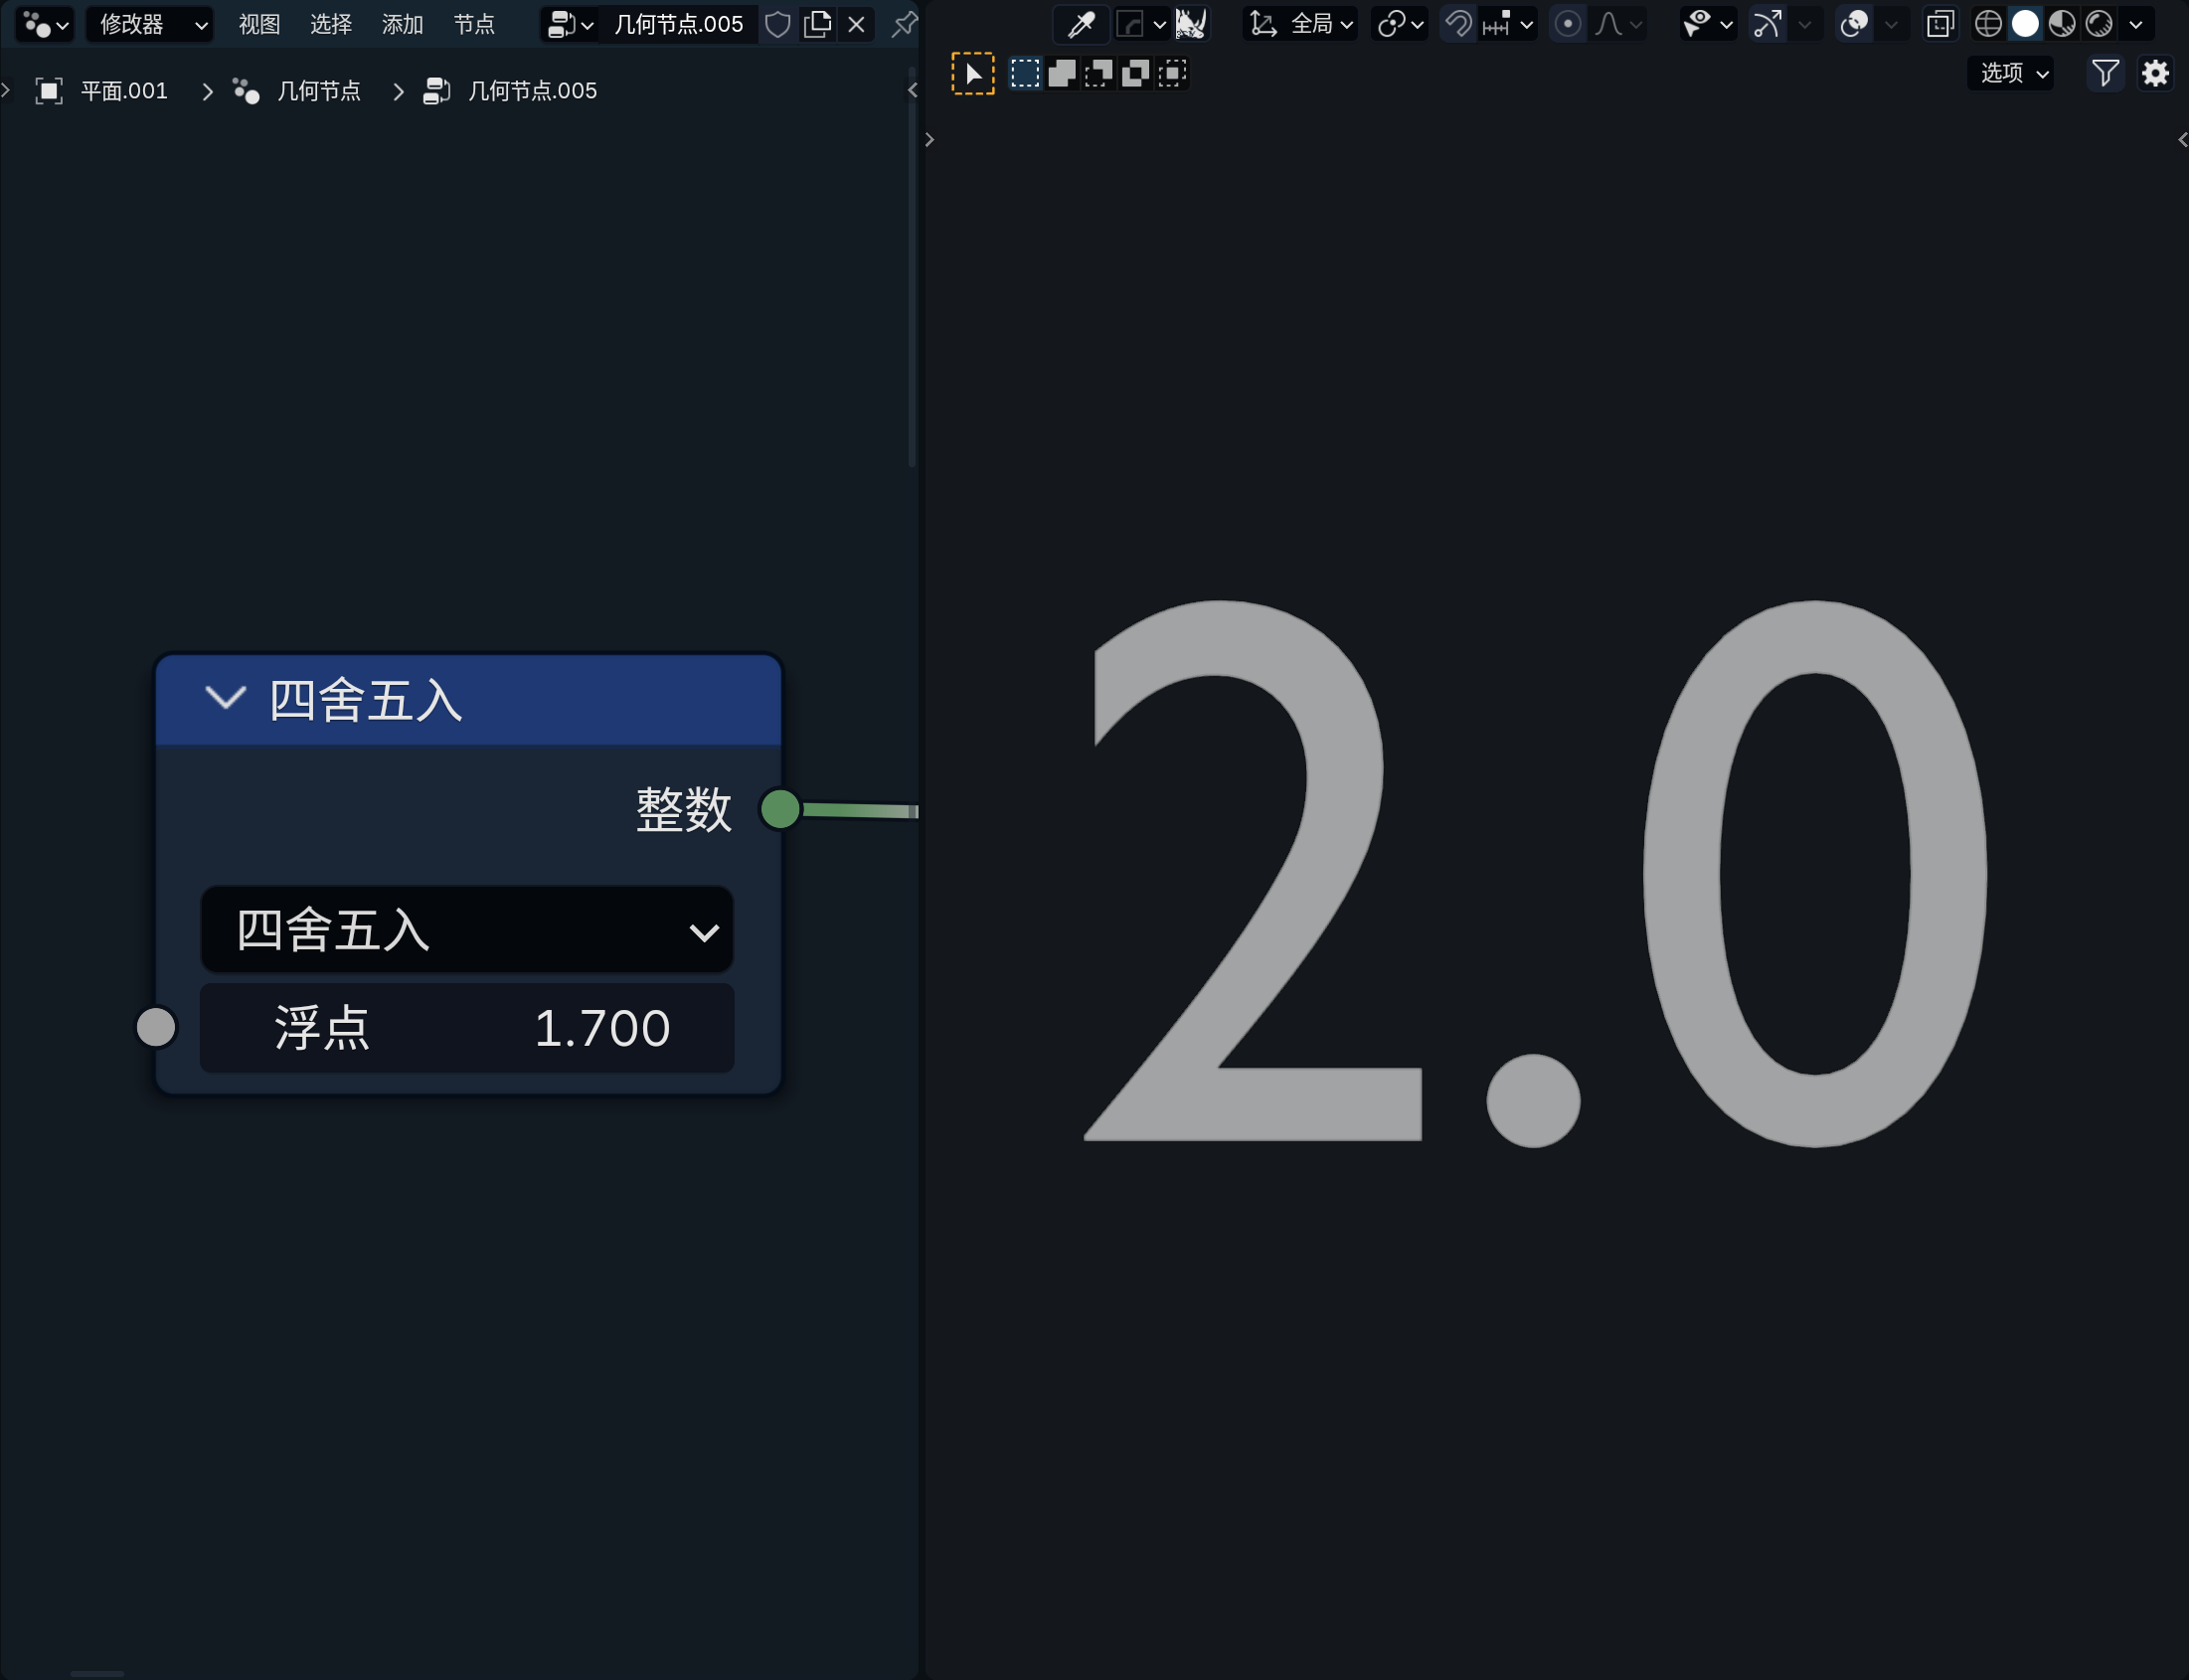 修改器 视图 选择 添加 节点 几何节点.005
平面.001 几何节点 几何节点.005
四舍五入
整数
四舍五入
浮点 1.700
全局
选项
2.0